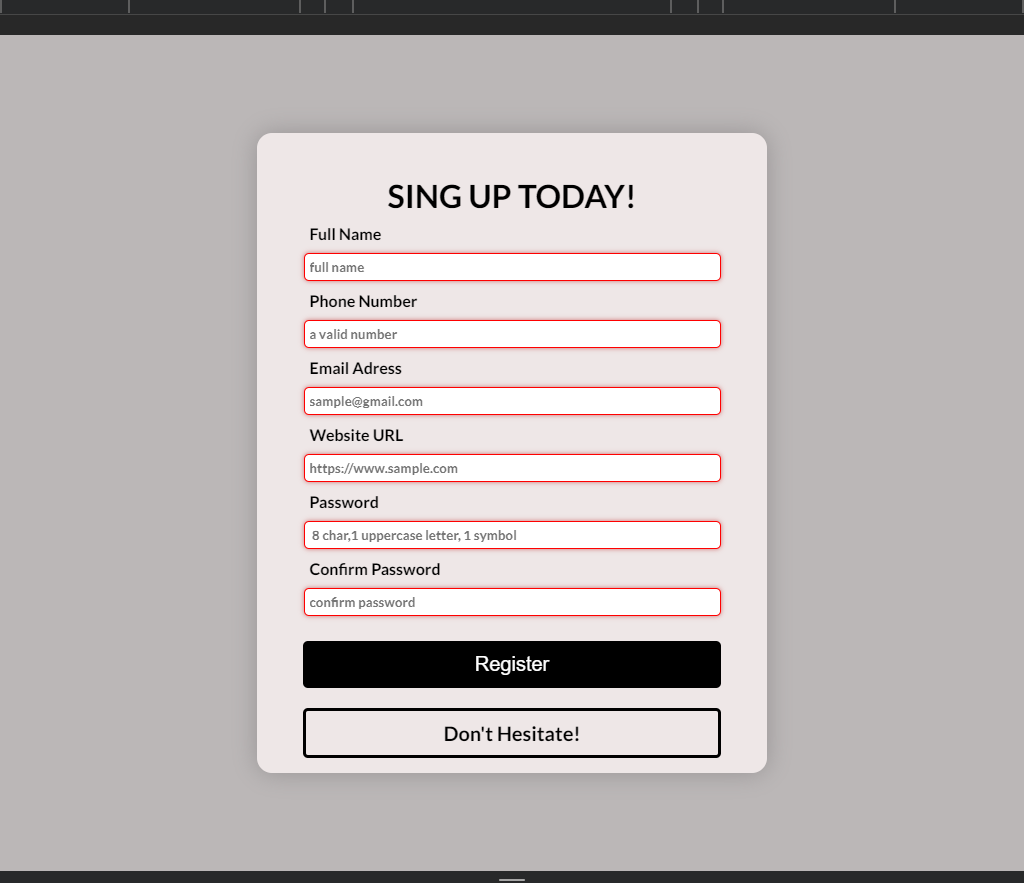 SING UP TODAY!
Full Name
full name
Phone Number
a valid number
Email Adress
sample@gmail.com
Website URL
https://www.sample.com
Password
8 char,1 uppercase letter, 1 symbol
Confirm Password
confirm password
Register
Don't Hesitate!